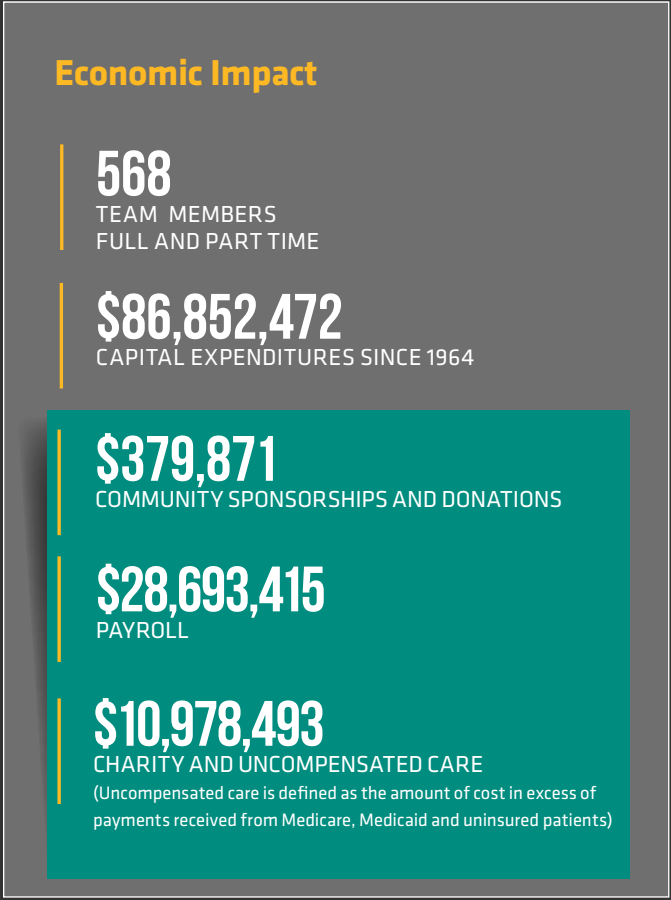 Economic Impact
568
TEAM MEMBERS
FULL AND PART TIME
$86,852,472
CAPITAL EXPENDITURES SINCE 1964
$379,871
COMMUNITY SPONSORSHIPS AND DONATIONS
$28,693,415
PAYROLL
$10,978,493
CHARITY AND UNCOMPENSATED CARE
(Uncompensated care is defined as the amount of cost in excess of
payments received from Medicare, Medicaid and uninsured patients)